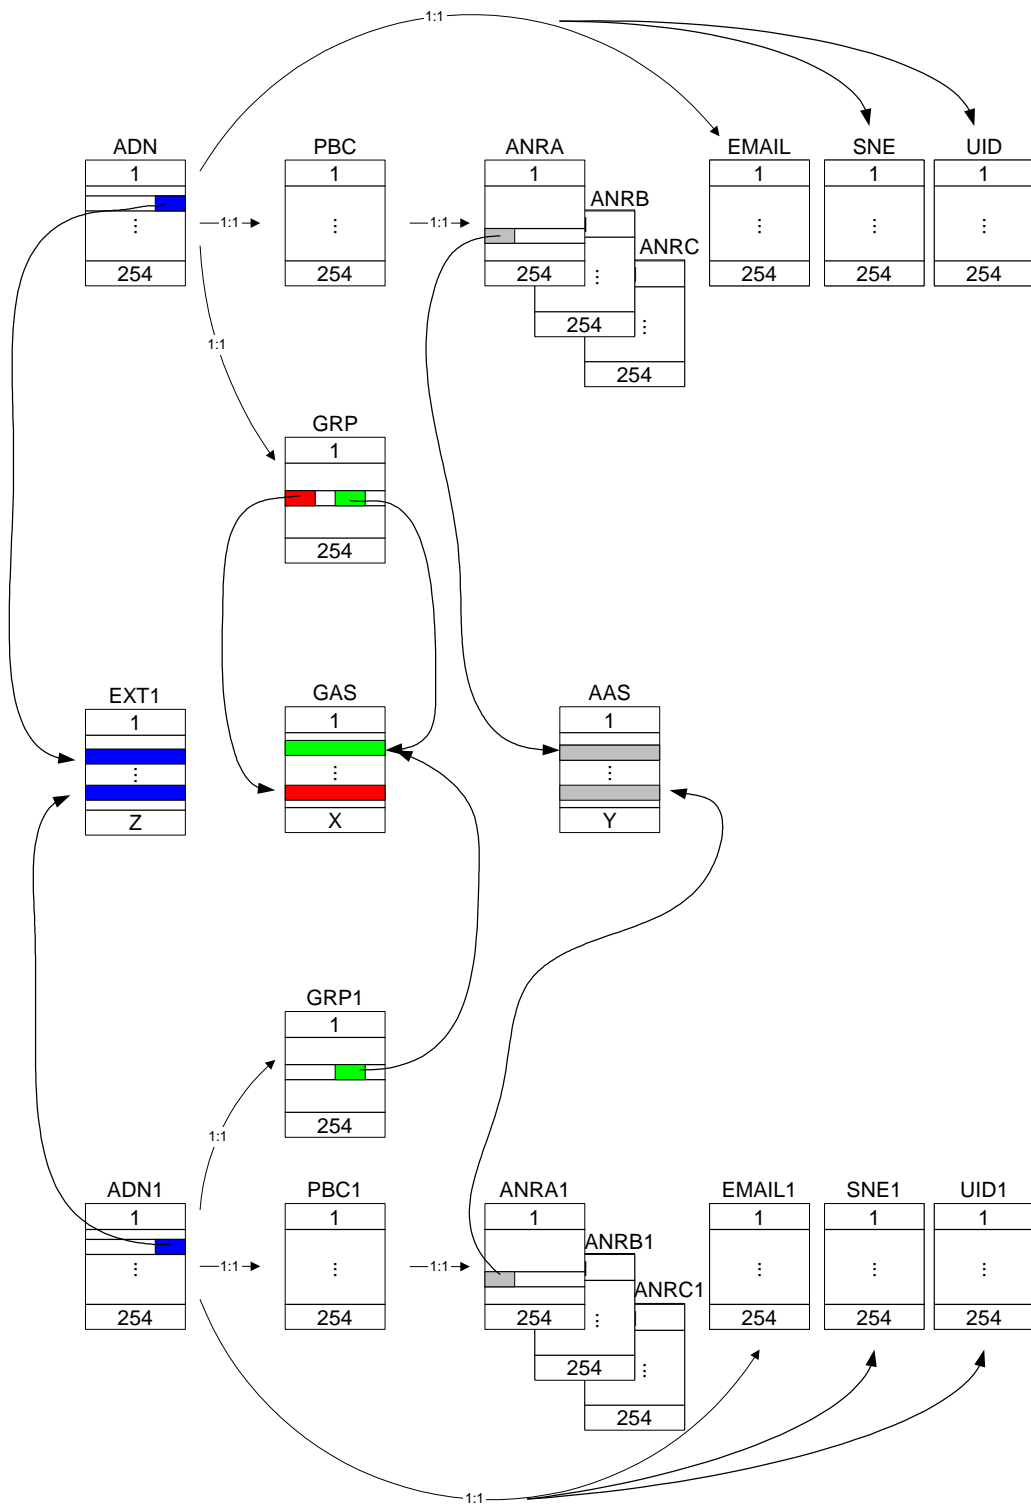 1:1
ADN PBC ANRA EMAIL SNE UID
1 1 1 1 1 1
ANRB
1:1 1:1
⋮ ⋮ ⋮ ⋮ ⋮ ⋮
ANRC
254 254 254 254 254 254
254 ⋮
1:1
254
GRP
1
254
EXT1 GAS AAS
1 1 1
⋮ ⋮ ⋮
Z X Y
GRP1
1
254
1:1
ADN1 PBC1 ANRA1 EMAIL1 SNE1 UID1
1 1 1 1 1 1
ANRB1
1:1 1:1
⋮ ⋮ ⋮ ⋮ ⋮ ⋮
ANRC1
254 254 254 254 254 254
254 ⋮
254
1:1